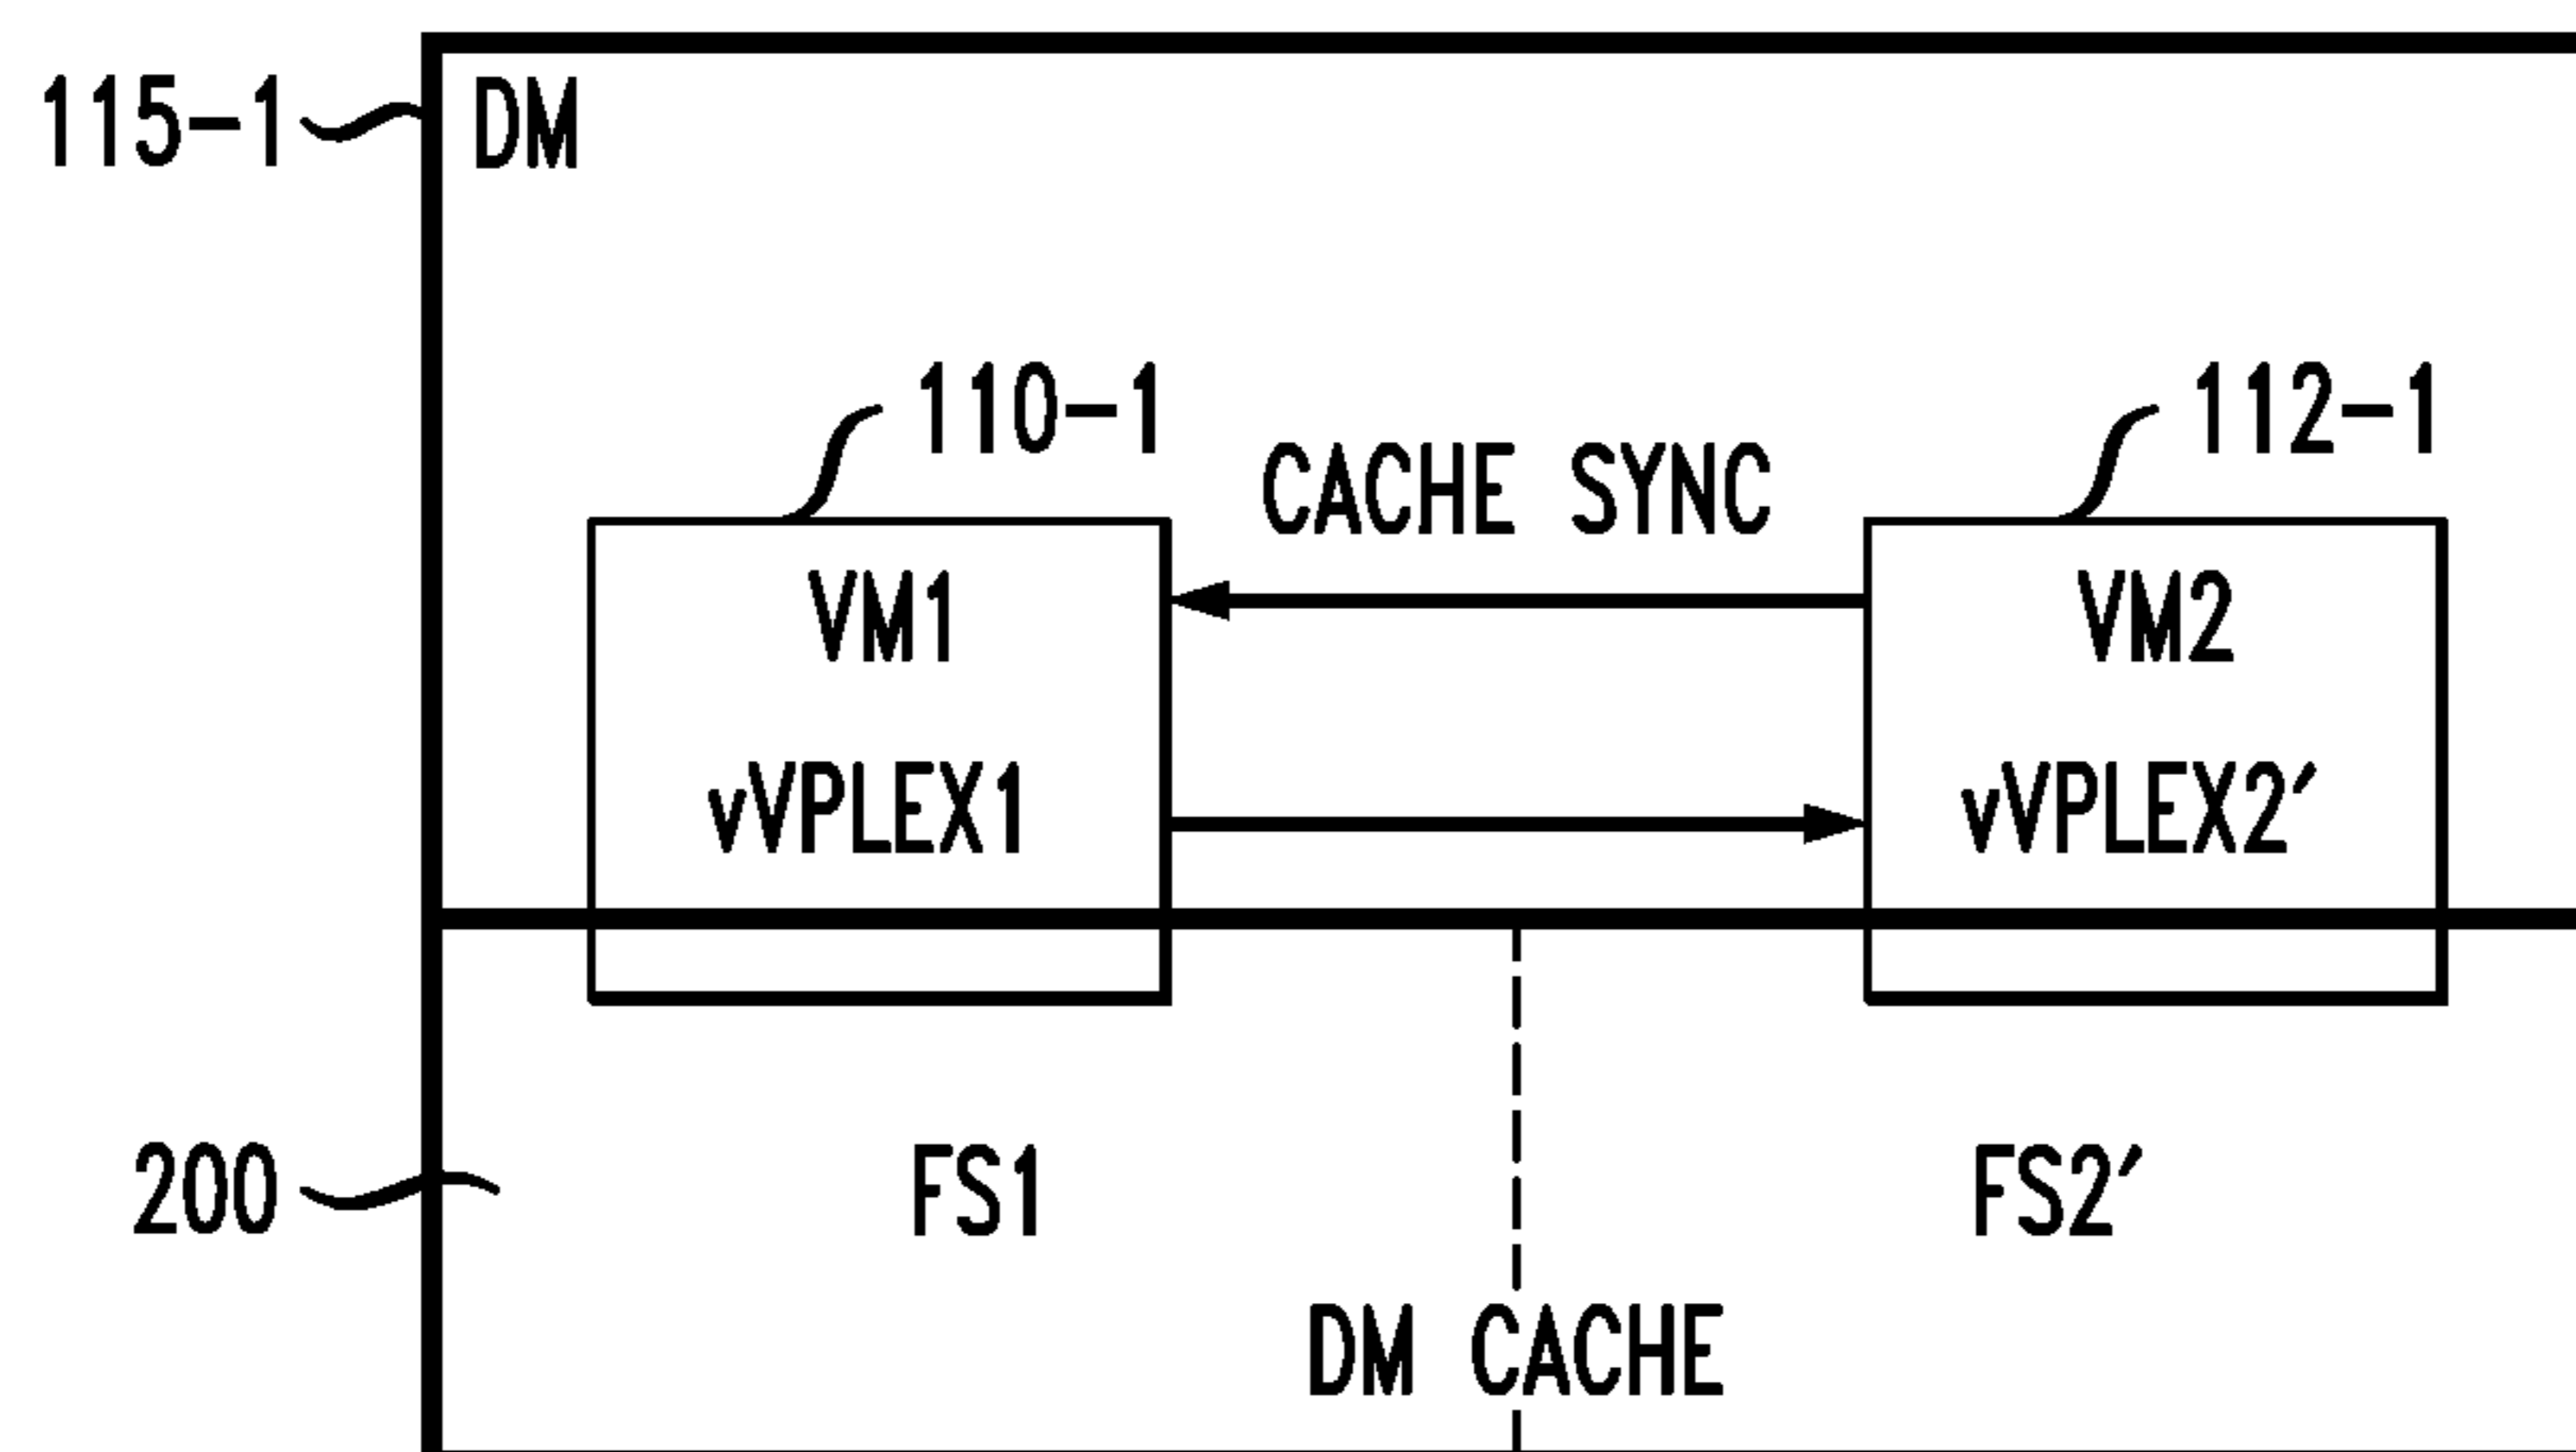 115-1
DM
110-1
112-1
CACHE SYNC
VM1
VM2
vVPLEX1
vVPLEX2'
200
FS1
FS2'
DM CACHE